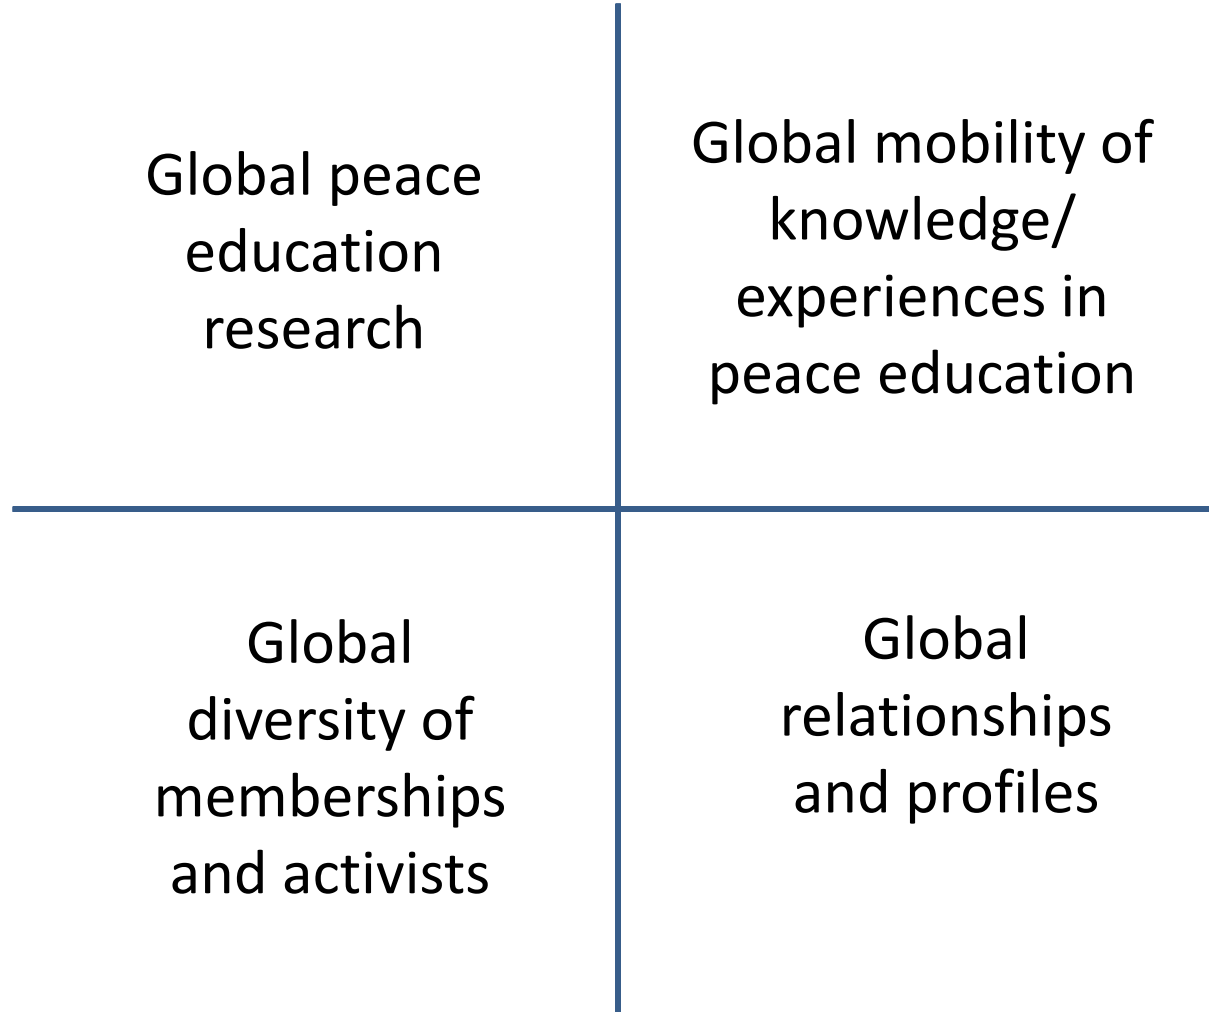 Global peace
education
research
Global mobility of
knowledge/
experiences in
peace education
Global
diversity of
memberships
and activists
Global
relationships
and profiles